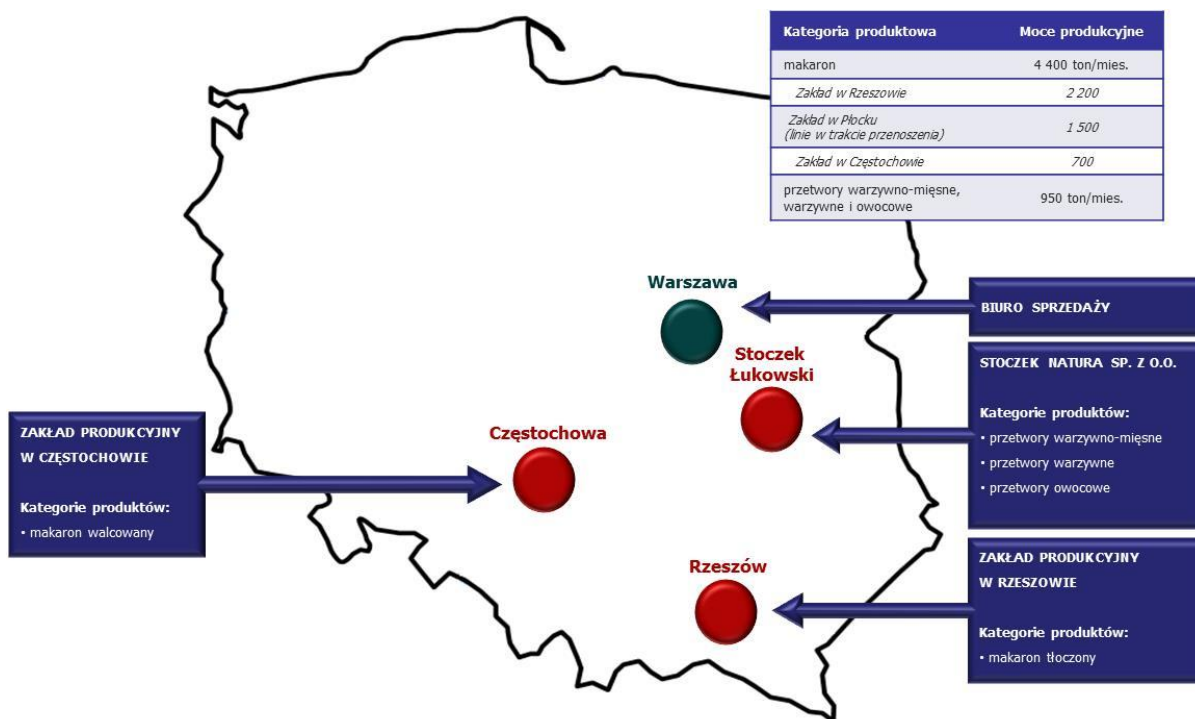 Kategoria produktowa Moce produkcyjne
makaron 4 400 ton/mies.
Zakład w Rzeszowie 2 200
Zakład w Płocku
(linie w trakcie przenoszenia) 1 500
Zakład w Częstochowie 700
przetwory warzywno-mięsne,
warzywne i owocowe 950 ton/mies.
Warszawa
BIURO SPRZEDAŻY
Stoczek
Łukowski
STOCZEK NATURA SP. Z O.O.
Kategorie produktów:
• przetwory warzywno-mięsne
• przetwory warzywne
• przetwory owocowe
Częstochowa
ZAKŁAD PRODUKCYJNY
W CZĘSTOCHOWIE
Kategorie produktów:
• makaron walcowany
Rzeszów
ZAKŁAD PRODUKCYJNY
W RZESZOWIE
Kategorie produktów:
• makaron tłoczony